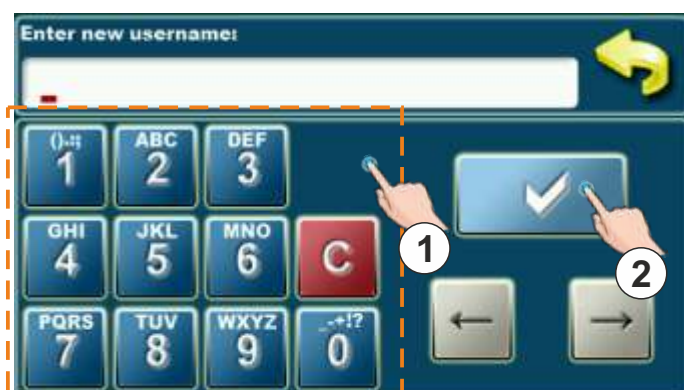 Enter new username:
().:; ABC DEF
1 2 3
1
2
GHI JKL MNO
4 5 6 C
PQRS TUV WXYZ _-+!?
7 8 9 0
← →